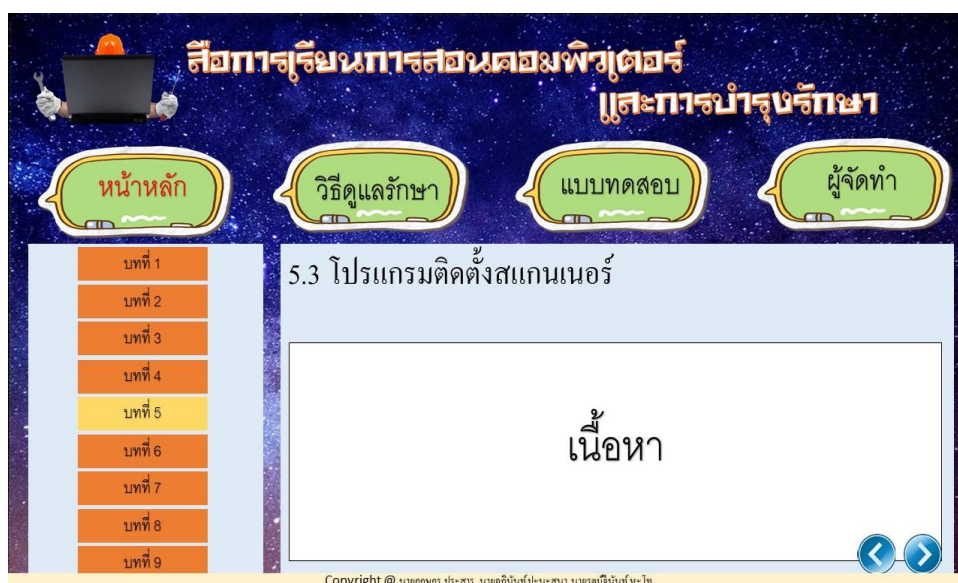 สื่อการเรียนการสอนคอมพิวเตอร์
และการบำรุงรักษา
หน้าหลัก
วิธีดูแลรักษา
แบบทดสอบ
ผู้จัดทำ
บทที่ 1
บทที่ 2
บทที่ 3
บทที่ 4
บทที่ 5
บทที่ 6
บทที่ 7
บทที่ 8
บทที่ 9
5.3 โปรแกรมติดตั้งสแกนเนอร์
เนื้อหา
Copyright @